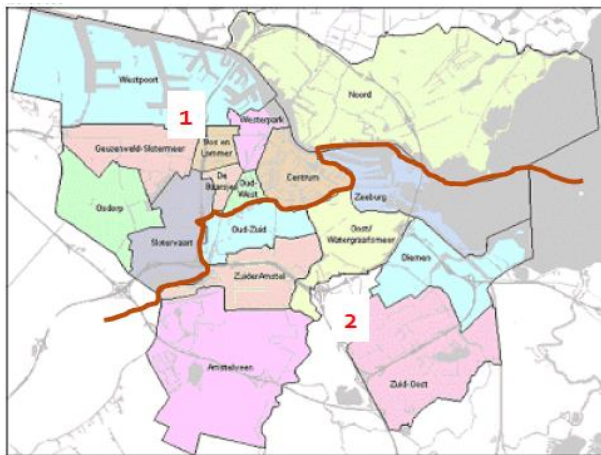 Westpoort
Noord
1
Westerpark
Geuzenveld-Slotermeer
Bos en
Lommer
De
Baarsjes
Oud-
West
Centrum
Zeeburg
Osdorp
Slotervaart
Oud-Zuid
Oost/
Watergraafsmeer
Diemen
ZuiderAmstel
2
Amstelveen
Zuid-Oost